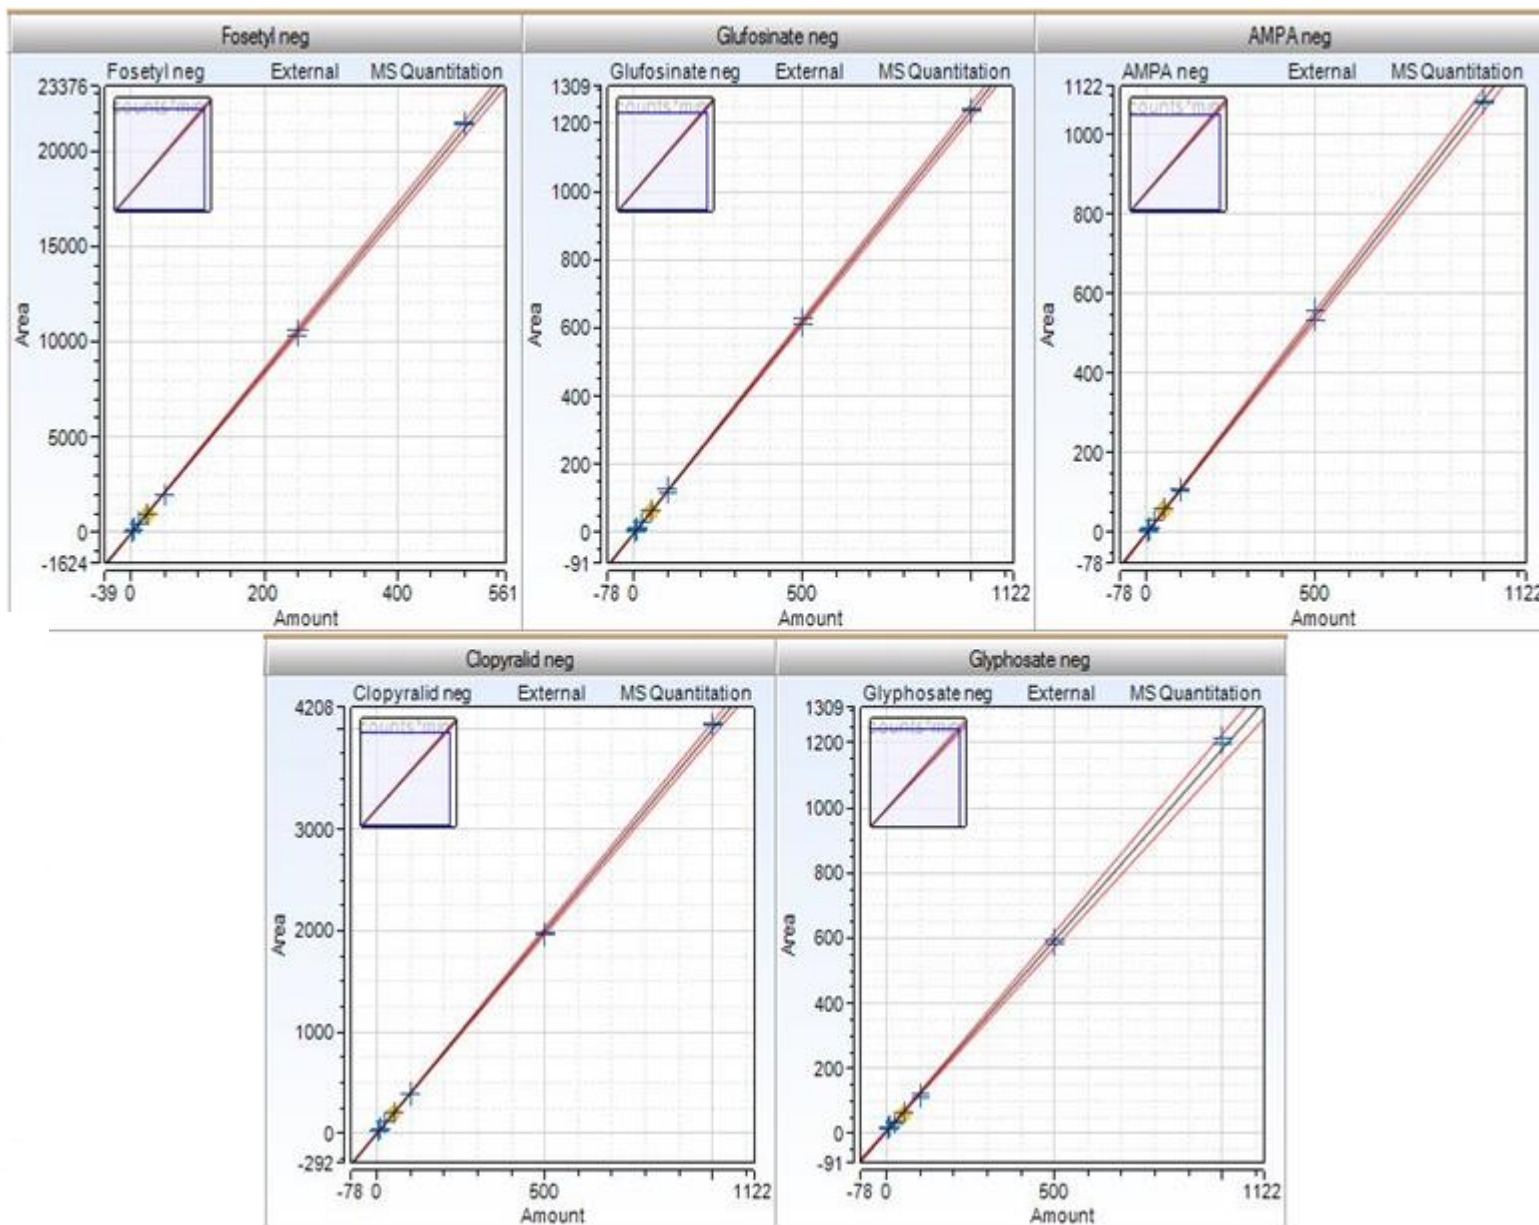 Fosetyl neg Glufosinate neg AMPA neg
Fosetyl neg External MS Quantitation
23376
20000
15000
10000
5000
0
-1624
Area
-39 0 200 400 561
Amount
Glufosinate neg External MS Quantitation
1309
1200
1000
800
600
400
200
0
-91
Area
-78 0 500 1122
Amount
AMPA neg External MS Quantitation
1122
1000
800
600
400
200
0
-78
Area
-78 0 500 1122
Amount
Clopyralid neg Glyphosate neg
Clopyralid neg External MS Quantitation
4208
3000
2000
1000
0
-292
Area
-78 0 500 1122
Amount
Glyphosate neg External MS Quantitation
1309
1200
1000
800
600
400
200
0
-91
Area
-78 0 500 1122
Amount